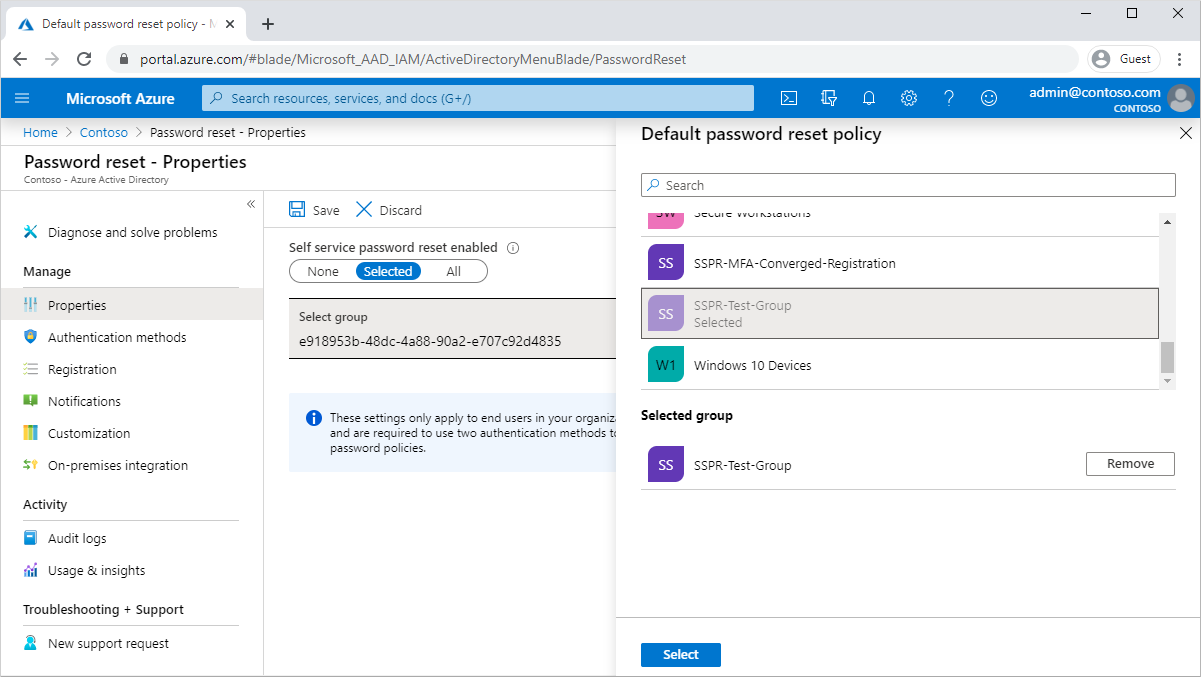 Default password reset policy - M
portal.azure.com/#blade/Microsoft_AAD_IAM/ActiveDirectoryMenuBlade/PasswordReset
Guest
Microsoft Azure
Search resources, services, and docs (G+/)
admin@contoso.com
CONTOSO
Home > Contoso > Password reset - Properties
Password reset - Properties
Contoso - Azure Active Directory
Diagnose and solve problems
Manage
Properties
Authentication methods
Registration
Notifications
Customization
On-premises integration
Activity
Audit logs
Usage & insights
Troubleshooting + Support
New support request
Save
Discard
Self service password reset enabled
None
Selected
All
Select group
e918953b-48dc-4a88-90a2-e707c92d4835
These settings only apply to end users in your organiza
and are required to use two authentication methods to
password policies.
Default password reset policy
Search
SW Secure Workstations
SS SSPR-MFA-Converged-Registration
SS SSPR-Test-Group
Selected
W1 Windows 10 Devices
Selected group
SS SSPR-Test-Group
Remove
Select